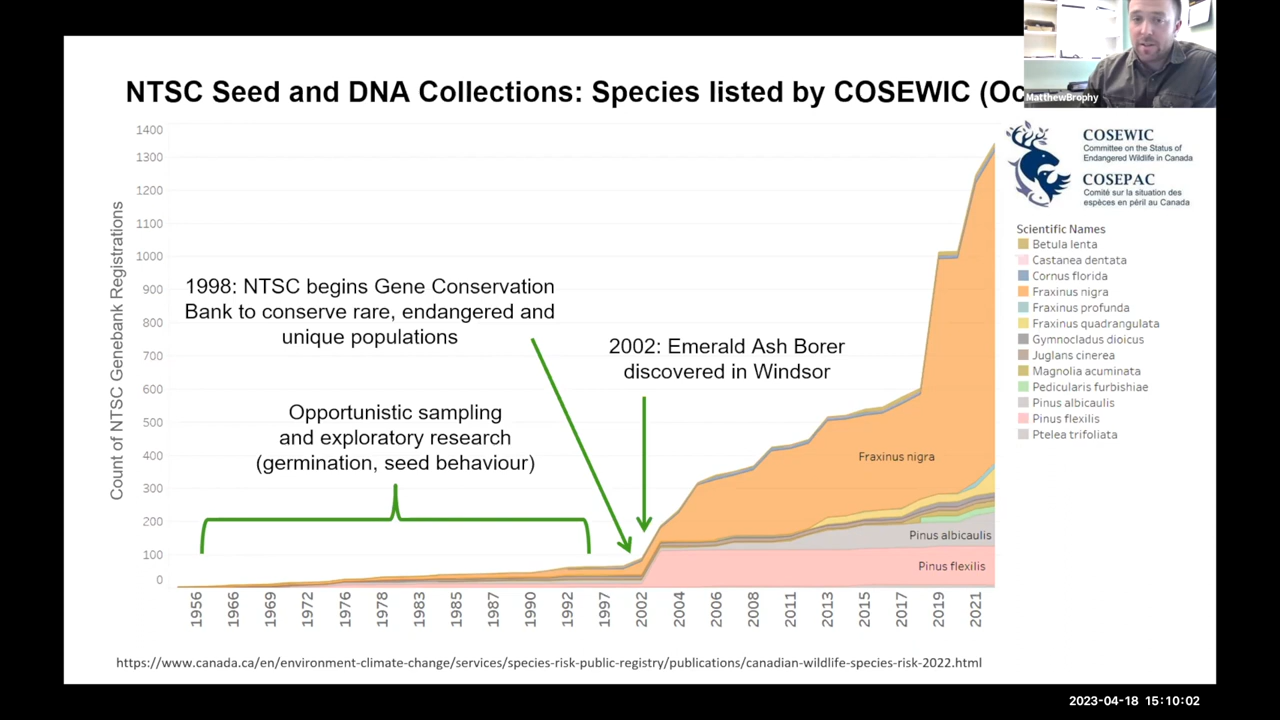 NTSC Seed and DNA Collections: Species listed by COSEWIC (Oc
MatthewBrophy
COSEWIC
Committee on the Status of
Endangered Wildlife in Canada
COSEPAC
Comité sur la situation des
espèces en péril au Canada
Count of NTSC Genebank Registrations
1400
1300
1200
1100
1000
900
800
700
600
500
400
300
200
100
0
1998: NTSC begins Gene Conservation
Bank to conserve rare, endangered and
unique populations
2002: Emerald Ash Borer
discovered in Windsor
Opportunistic sampling
and exploratory research
(germination, seed behaviour)
Fraxinus nigra
Pinus albicaulis
Pinus flexilis
Scientific Names
Betula lenta
Castanea dentata
Cornus florida
Fraxinus nigra
Fraxinus profunda
Fraxinus quadrangulata
Gymnocladus dioicus
Juglans cinerea
Magnolia acuminata
Pedicularis furbishiae
Pinus albicaulis
Pinus flexilis
Ptelea trifoliata
1956 1966 1969 1972 1976 1978 1983 1985 1987 1990 1992 1997 2002 2004 2006 2008 2011 2013 2015 2017 2019 2021
https://www.canada.ca/en/environment-climate-change/services/species-risk-public-registry/publications/canadian-wildlife-species-risk-2022.html
2023-04-18 15:10:02